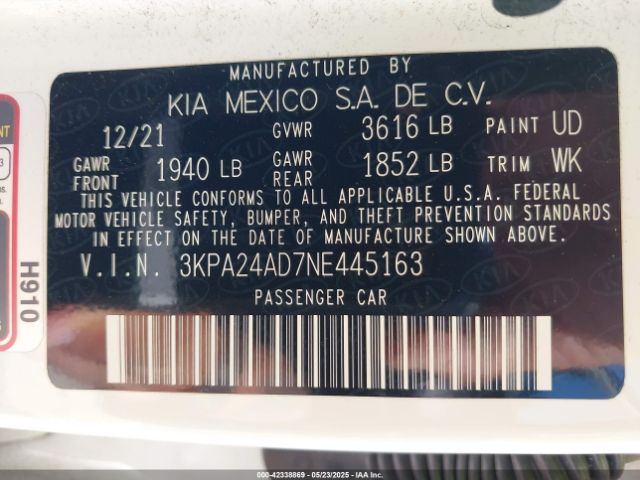 MANUFACTURED BY
KIA MEXICO S.A. DE C.V.
12/21 GVWR 3616 LB PAINT UD
GAWR FRONT 1940 LB GAWR REAR 1852 LB TRIM WK
THIS VEHICLE CONFORMS TO ALL APPLICABLE U.S.A. FEDERAL
MOTOR VEHICLE SAFETY, BUMPER, AND THEFT PREVENTION STANDARDS
IN EFFECT ON THE DATE OF MANUFACTURE SHOWN ABOVE.
V.I.N. 3KPA24AD7NE445163
PASSENGER CAR
H910
000-42338869 - 05/23/2025 - IAA Inc.